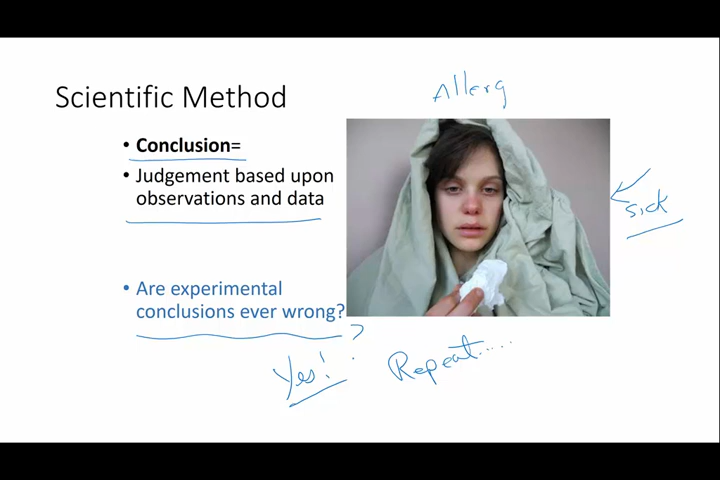 Scientific Method
Allerg
• Conclusion=
• Judgement based upon
observations and data
sick
• Are experimental
conclusions ever wrong?
?
Yes!
Repeat.....